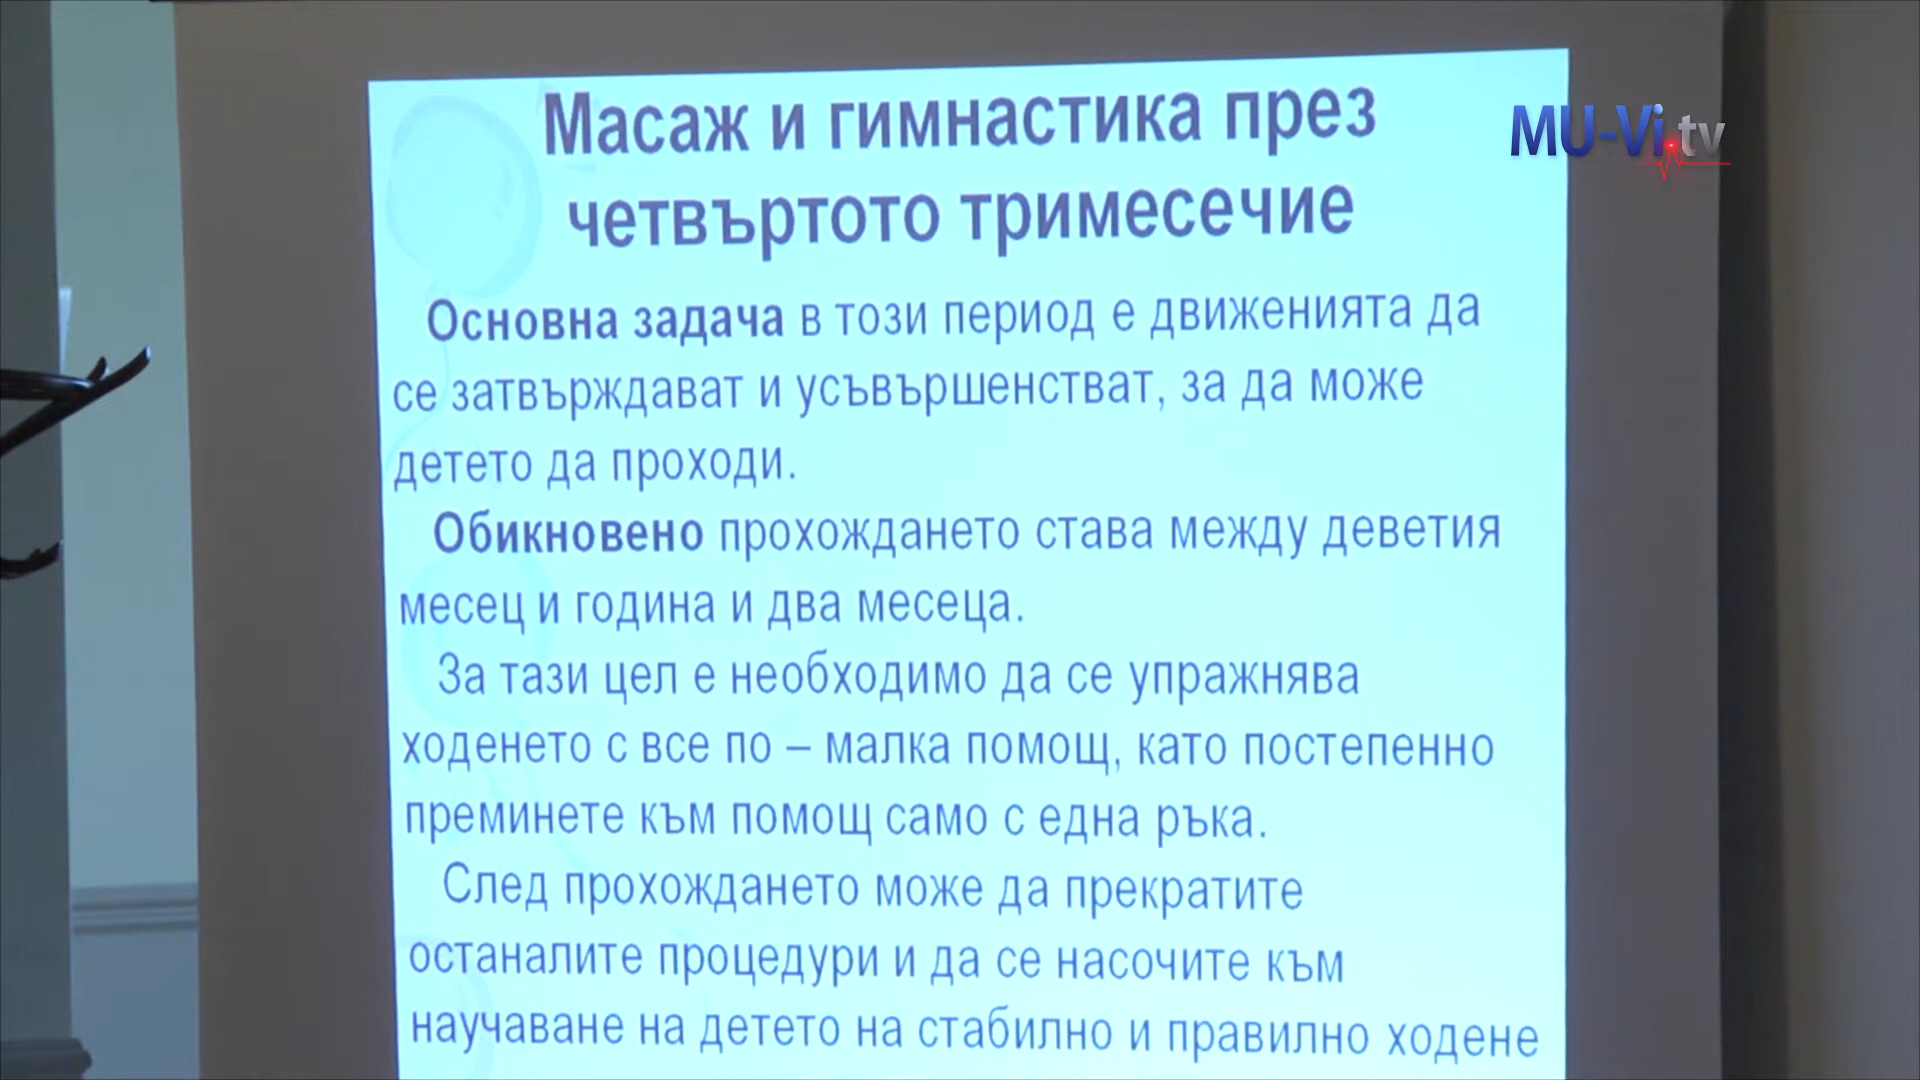 Масаж и гимнастика през
четвъртото тримесечие
MU-Vi.tv
Основна задача в този период е движенията да
се затвърждават и усъвършенстват, за да може
детето да проходи.
Обикновено прохождането става между деветия
месец и година и два месеца.
За тази цел е необходимо да се упражнява
ходенето с все по – малка помощ, като постепенно
преминете към помощ само с една ръка.
След прохождането може да прекратите
останалите процедури и да се насочите към
научаване на детето на стабилно и правилно ходене